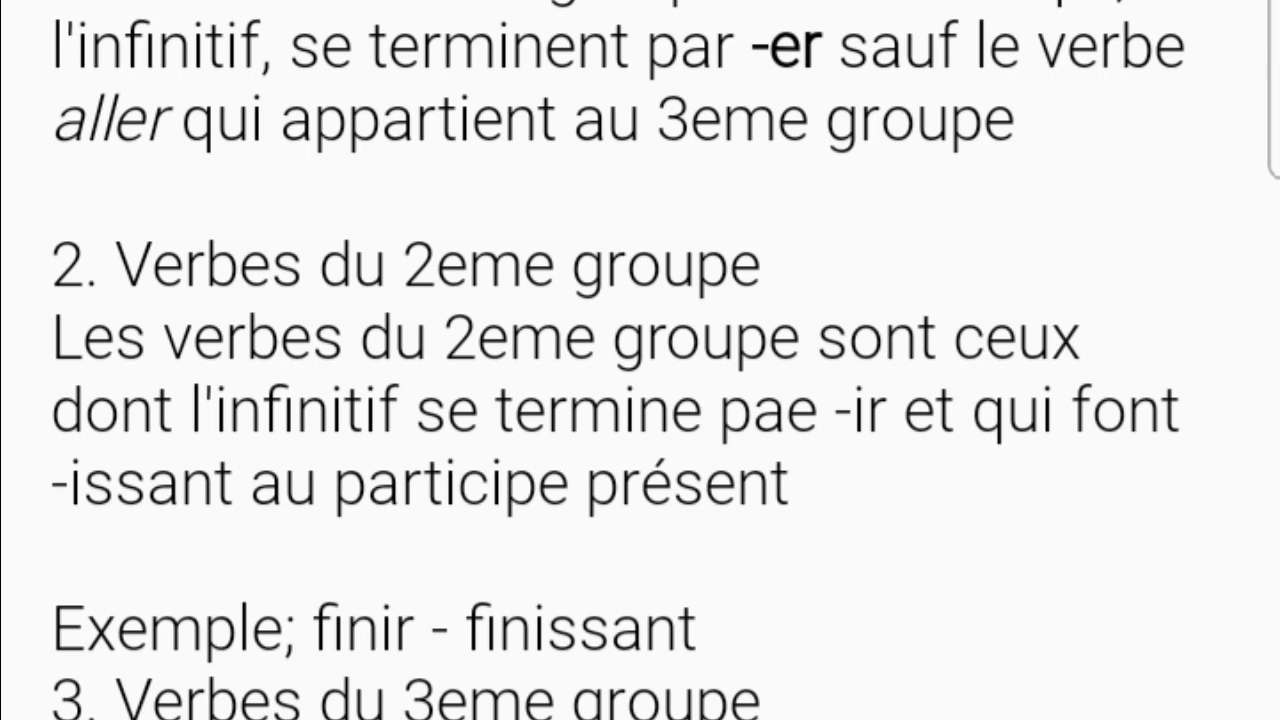 l'infinitif, se terminent par -er sauf le verbe
aller qui appartient au 3eme groupe
2. Verbes du 2eme groupe
Les verbes du 2eme groupe sont ceux
dont l'infinitif se termine pae -ir et qui font
-issant au participe présent
Exemple; finir - finissant
3. Verbes du 3eme groupe